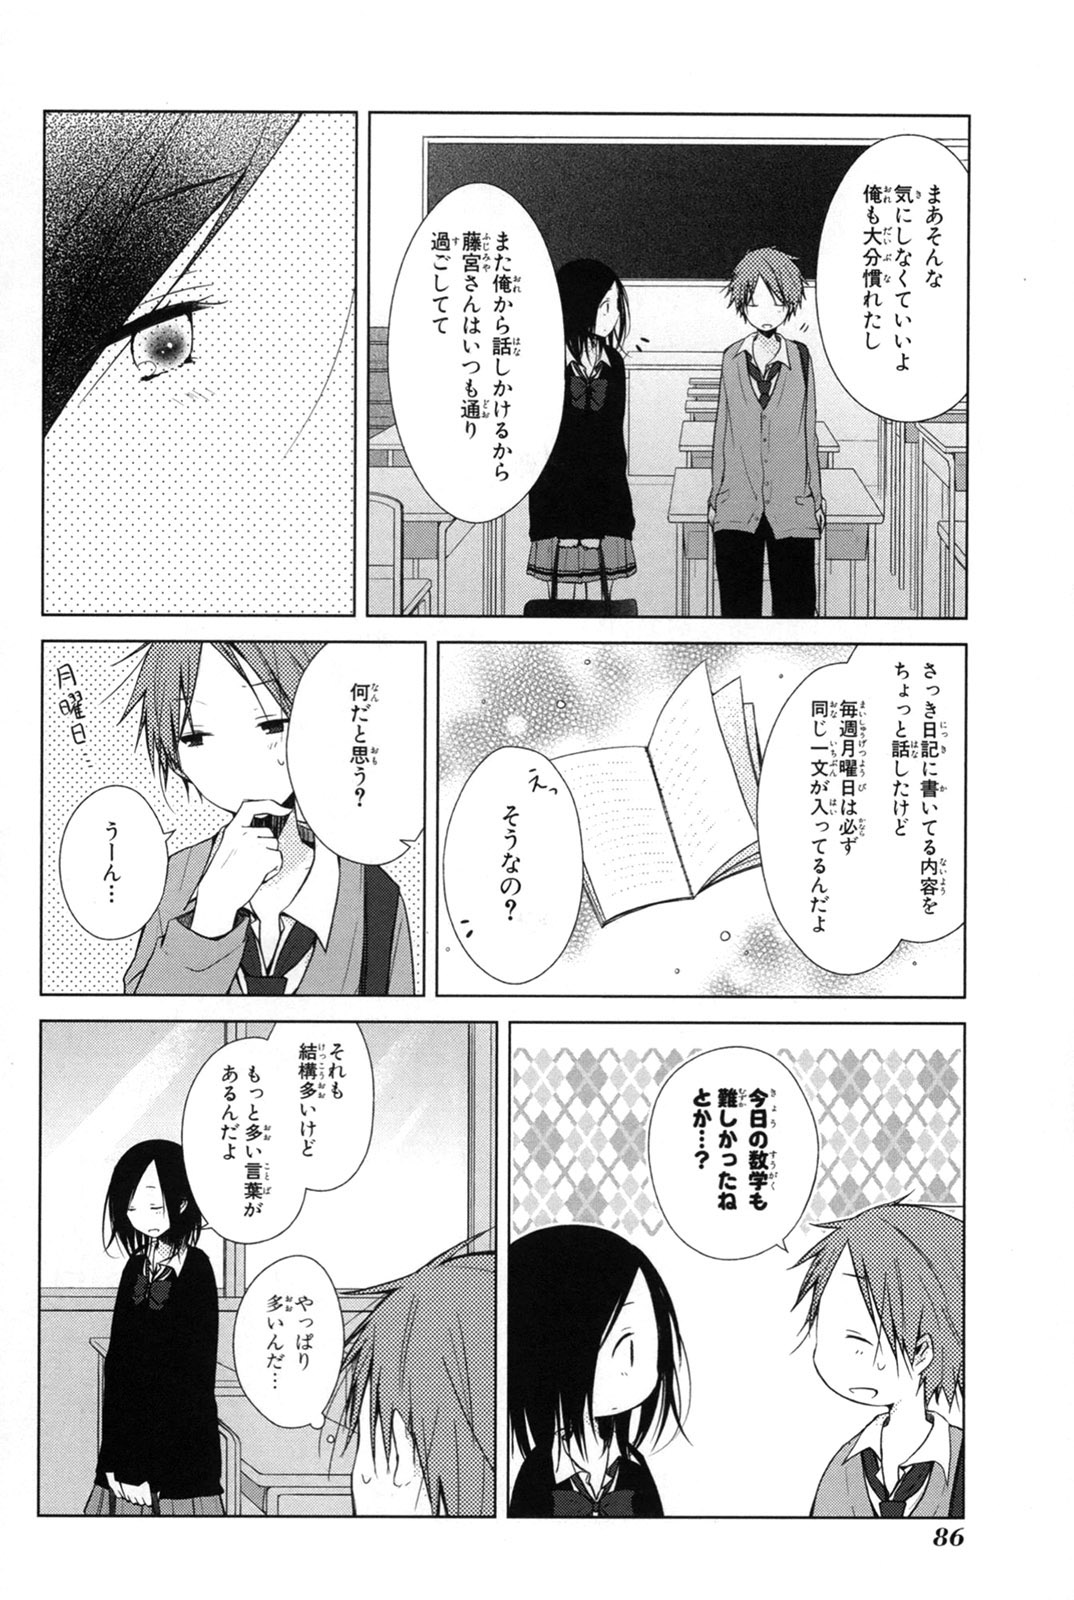 まあそんな
気にしなくていいよ
俺も大分慣れたし
また俺から話しかけるから
藤宮さんはいつも通り
過ごしてて
さっき日記に書いてる内容を
ちょっと話したけど
毎週月曜日は必ず
同じ一文が入ってるんだよ
えっ
そうなの?
何だと思う?
月曜日…
うーん…
今日の数学も
難しかったね
とか…?
それも
結構多いけど
もっと多い言葉が
あるんだよ
やっぱり
多いんだ…
86